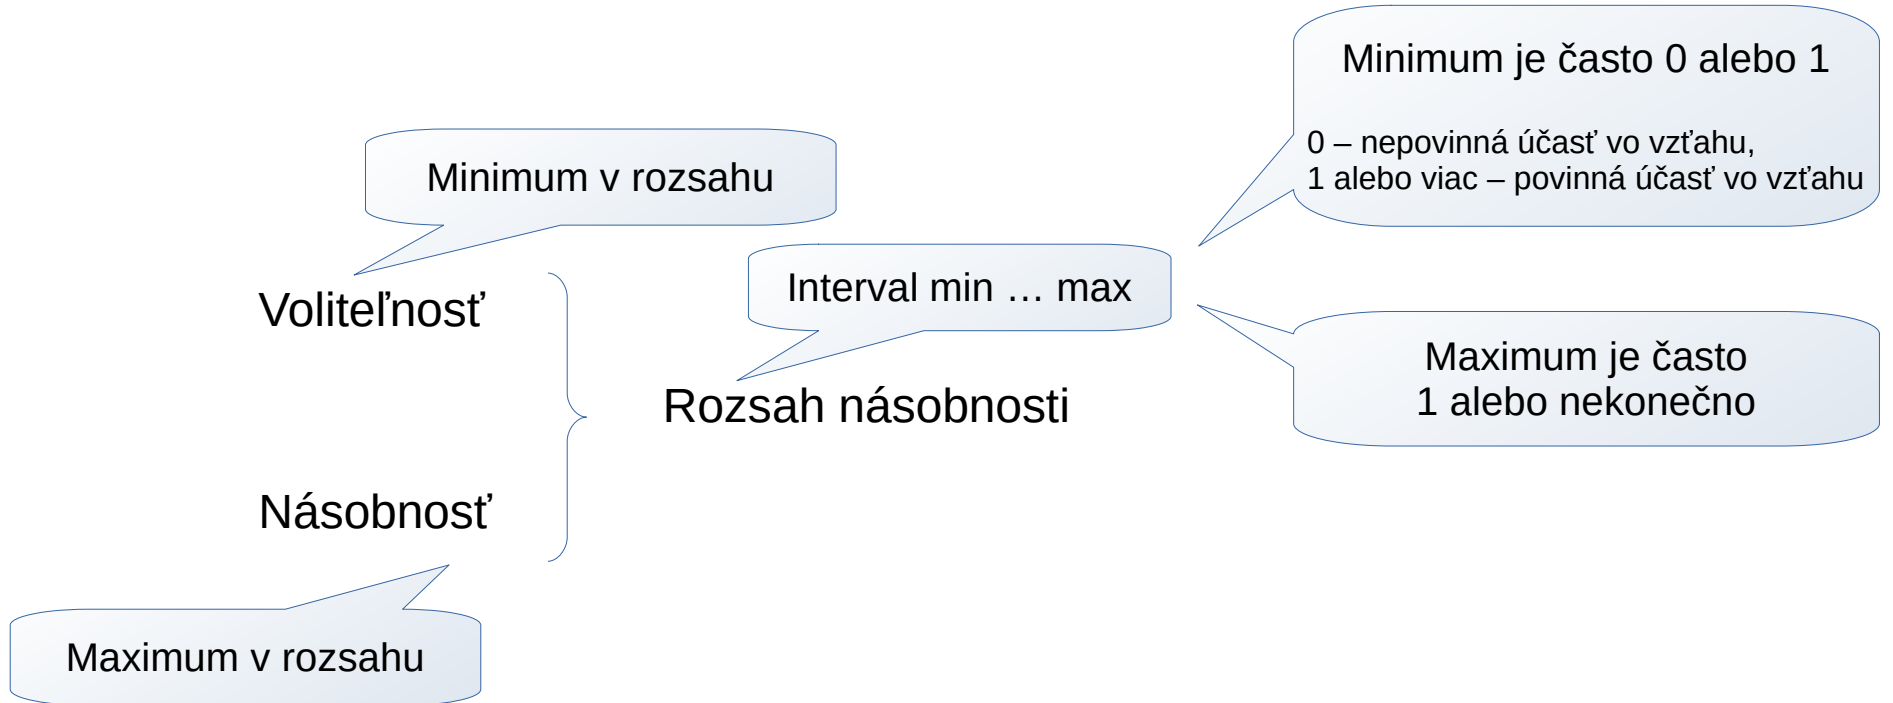 Minimum je často 0 alebo 1
0 – nepovinná účasť vo vzťahu,
1 alebo viac – povinná účasť vo vzťahu
Minimum v rozsahu
Interval min … max
Voliteľnosť
Maximum je často
1 alebo nekonečno
Rozsah násobnosti
Násobnosť
Maximum v rozsahu